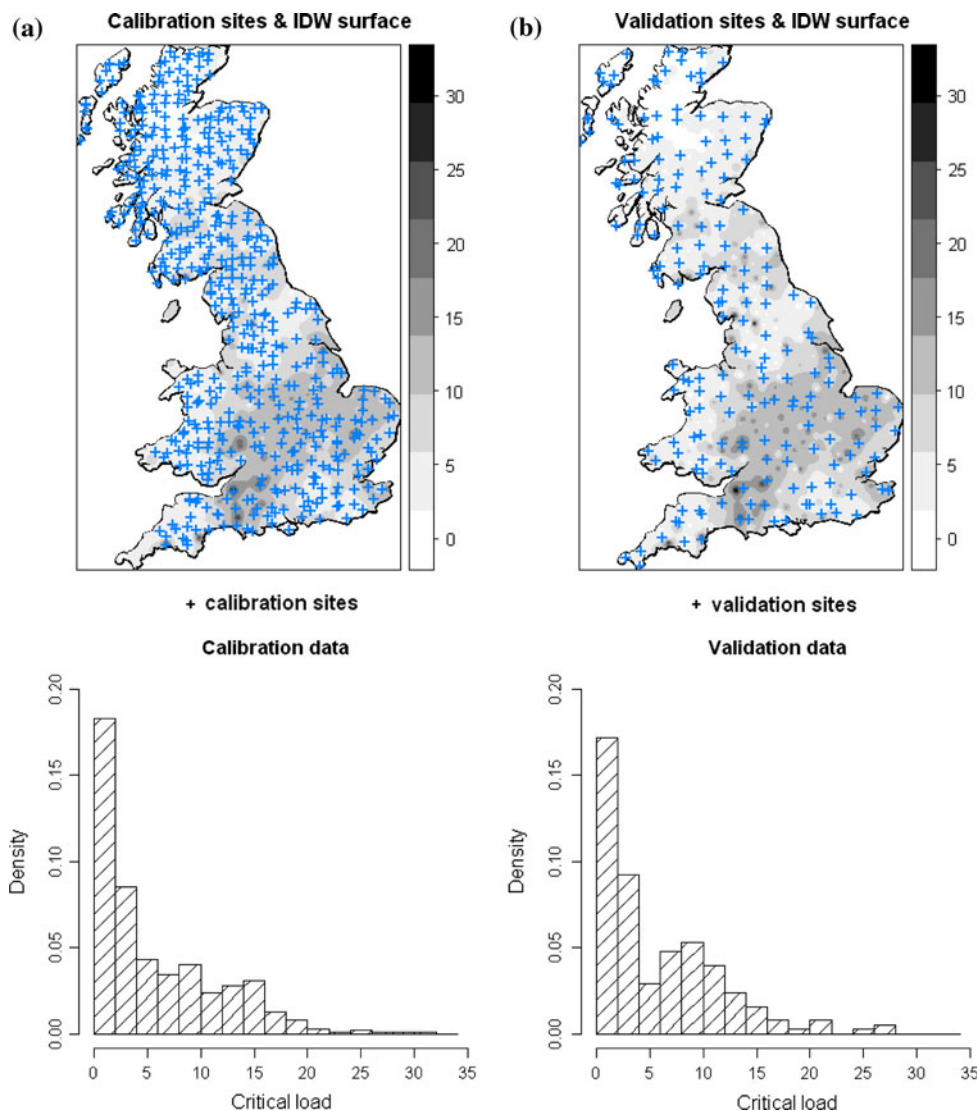 (a)
Calibration sites & IDW surface
30
25
20
15
10
5
0
+ calibration sites
(b)
Validation sites & IDW surface
30
25
20
15
10
5
0
+ validation sites
Calibration data
Density
0.20
0.15
0.10
0.05
0.00
0 5 10 15 20 25 30 35
Critical load
Validation data
Density
0.20
0.15
0.10
0.05
0.00
0 5 10 15 20 25 30 35
Critical load